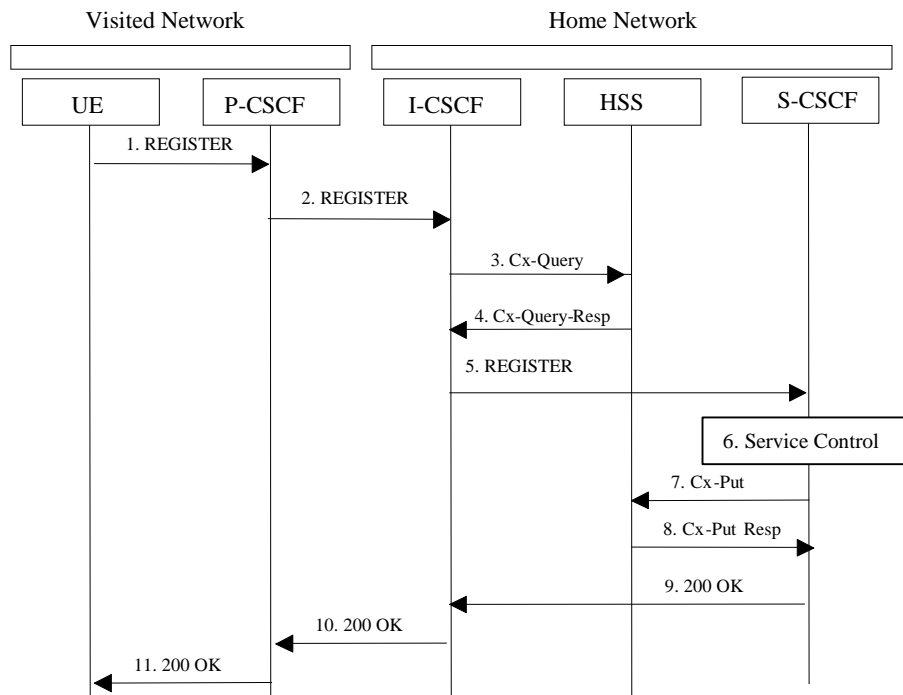 Visited Network
Home Network
UE
P-CSCF
I-CSCF
HSS
S-CSCF
1. REGISTER
2. REGISTER
3. Cx-Query
4. Cx-Query-Resp
5. REGISTER
6. Service Control
7. Cx-Put
8. Cx-Put Resp
9. 200 OK
10. 200 OK
11. 200 OK